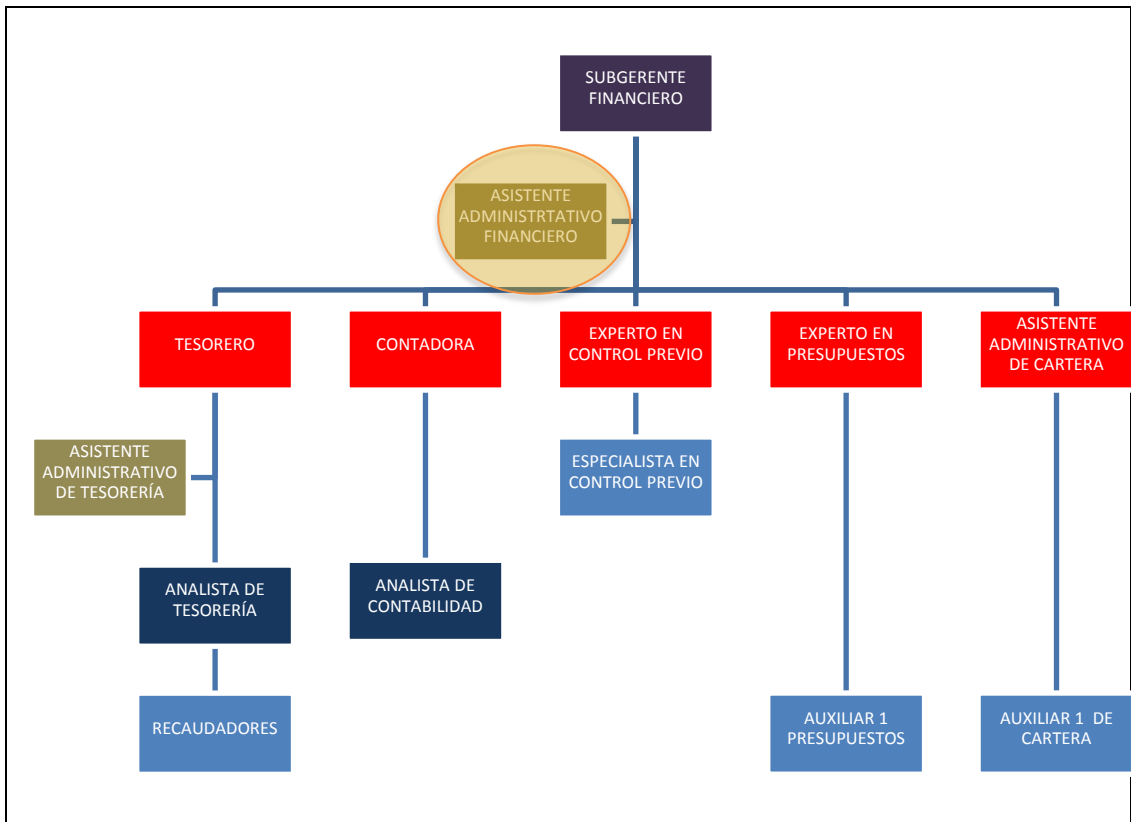 SUBGERENTE
FINANCIERO
ASISTENTE
ADMINISTRTATIVO
FINANCIERO
TESORERO
CONTADORA
EXPERTO EN
CONTROL PREVIO
EXPERTO EN
PRESUPUESTOS
ASISTENTE
ADMINISTRATIVO
DE CARTERA
ASISTENTE
ADMINISTRATIVO
DE TESORERÍA
ESPECIALISTA EN
CONTROL PREVIO
ANALISTA DE
TESORERÍA
ANALISTA DE
CONTABILIDAD
RECAUDADORES
AUXILIAR 1
PRESUPUESTOS
AUXILIAR 1 DE
CARTERA